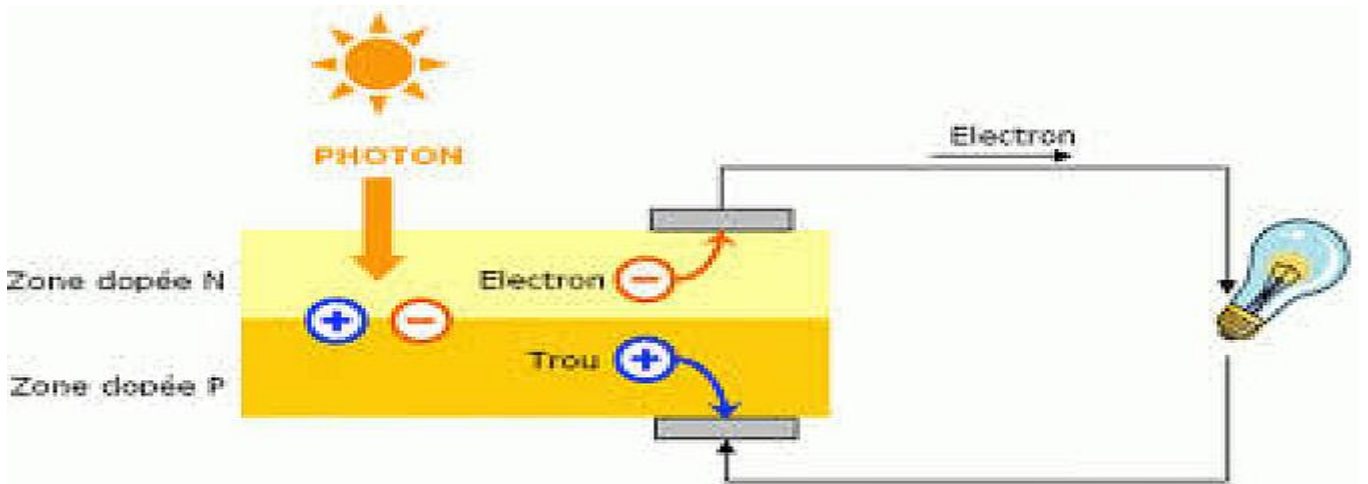 PHOTON
Electron
Zone dopée N
Electron
Trou
Zone dopée P